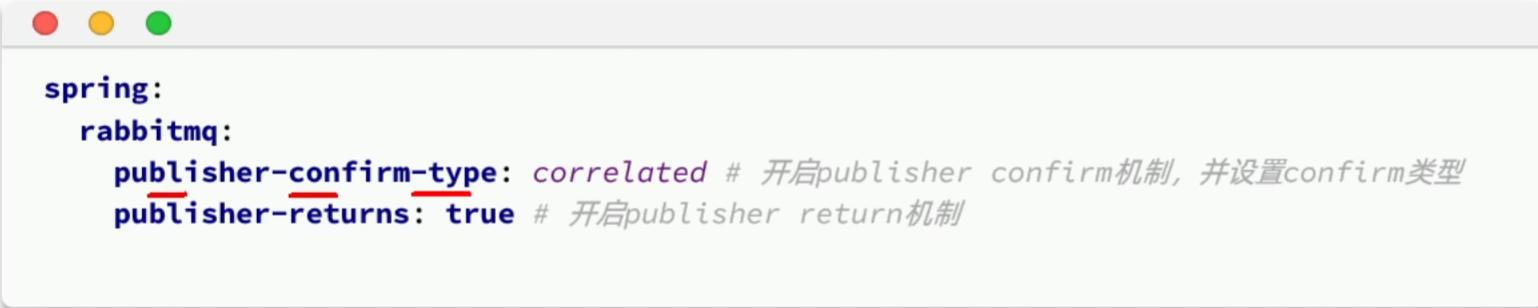 spring:
rabbitmq:
publisher-confirm-type: correlated # 开启publisher confirm机制，并设置confirm类型
publisher-returns: true # 开启publisher return机制